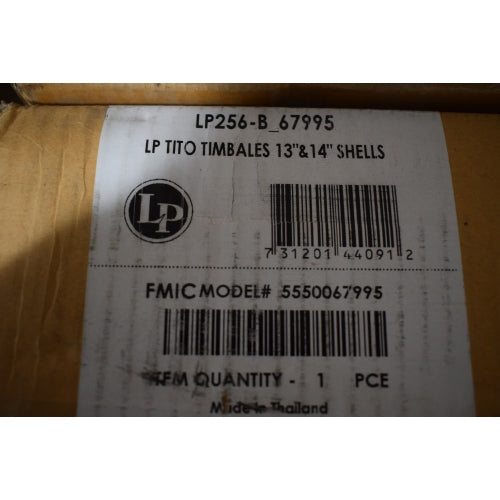 LP256-B_67995
LP TITO TIMBALES 13"&14" SHELLS
LP
7 31201 44091 2
FMIC MODEL# 5550067995
ITEM QUANTITY - 1 PCE
Made in Thailand